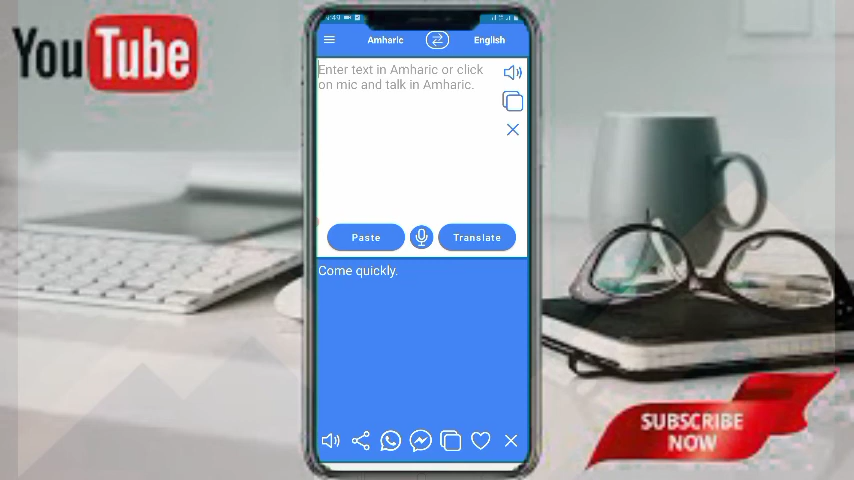 YouTube
Amharic
English
Enter text in Amharic or click
on mic and talk in Amharic.
Paste
Translate
Come quickly.
SUBSCRIBE
NOW